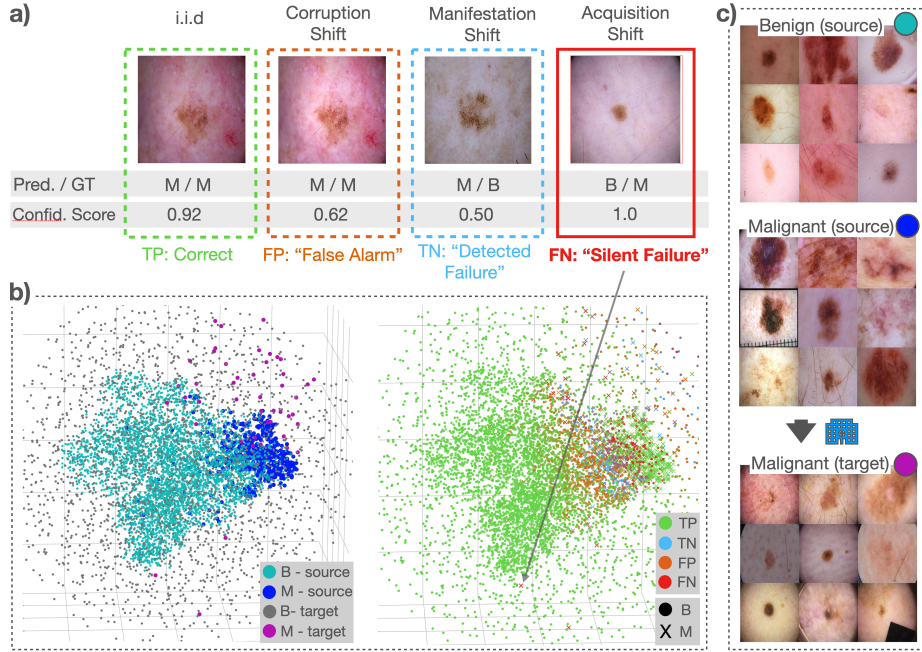 a)
i.i.d
Corruption
Shift
Manifestation
Shift
Acquisition
Shift
Pred. / GT
M / M
M / M
M / B
B / M
Confid. Score
0.92
0.62
0.50
1.0
TP: Correct
FP: “False Alarm”
TN: “Detected
Failure”
FN: “Silent Failure”
b)
B - source
M - source
B- target
M - target
TP
TN
FP
FN
B
X M
c)
Benign (source)
Malignant (source)
Malignant (target)